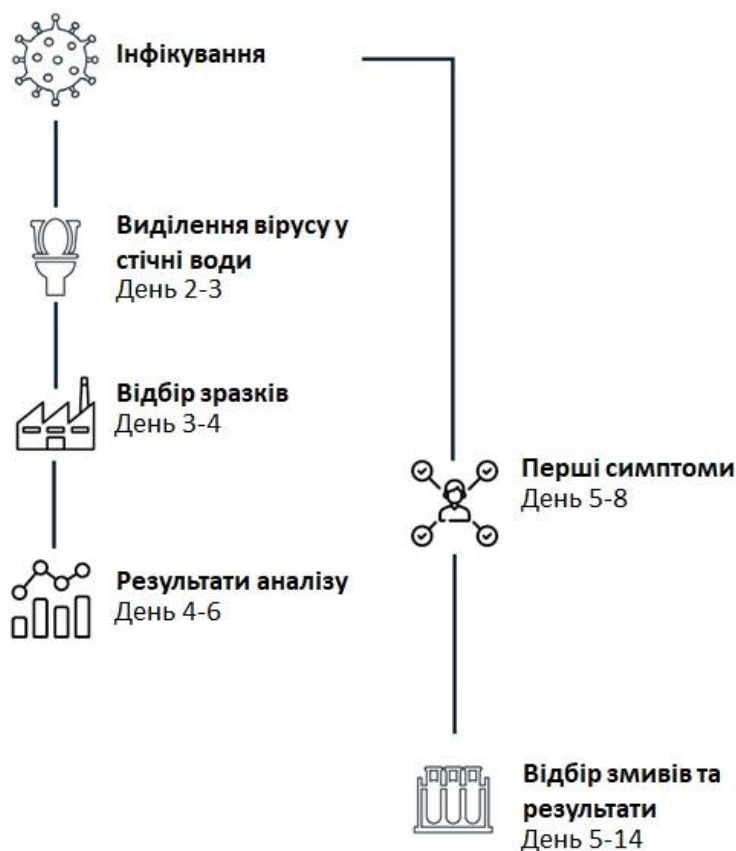 Інфікування
Виділення вірусу у
стічні води
День 2-3
Відбір зразків
День 3-4
Результати аналізу
День 4-6
Перші симптоми
День 5-8
Відбір змивів та
результати
День 5-14